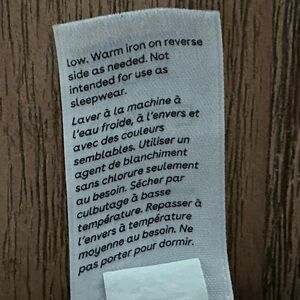 low. Warm iron on reverse
side as needed. Not
intended for use as
sleepwear.
Laver à la machine à
l'eau froide, à l'envers et
avec des couleurs
semblables. Utiliser un
agent de blanchiment
sans chlorure seulement
au besoin. Sécher par
culbutage à basse
température. Repasser à
l'envers à température
moyenne au besoin. Ne
pas porter pour dormir.